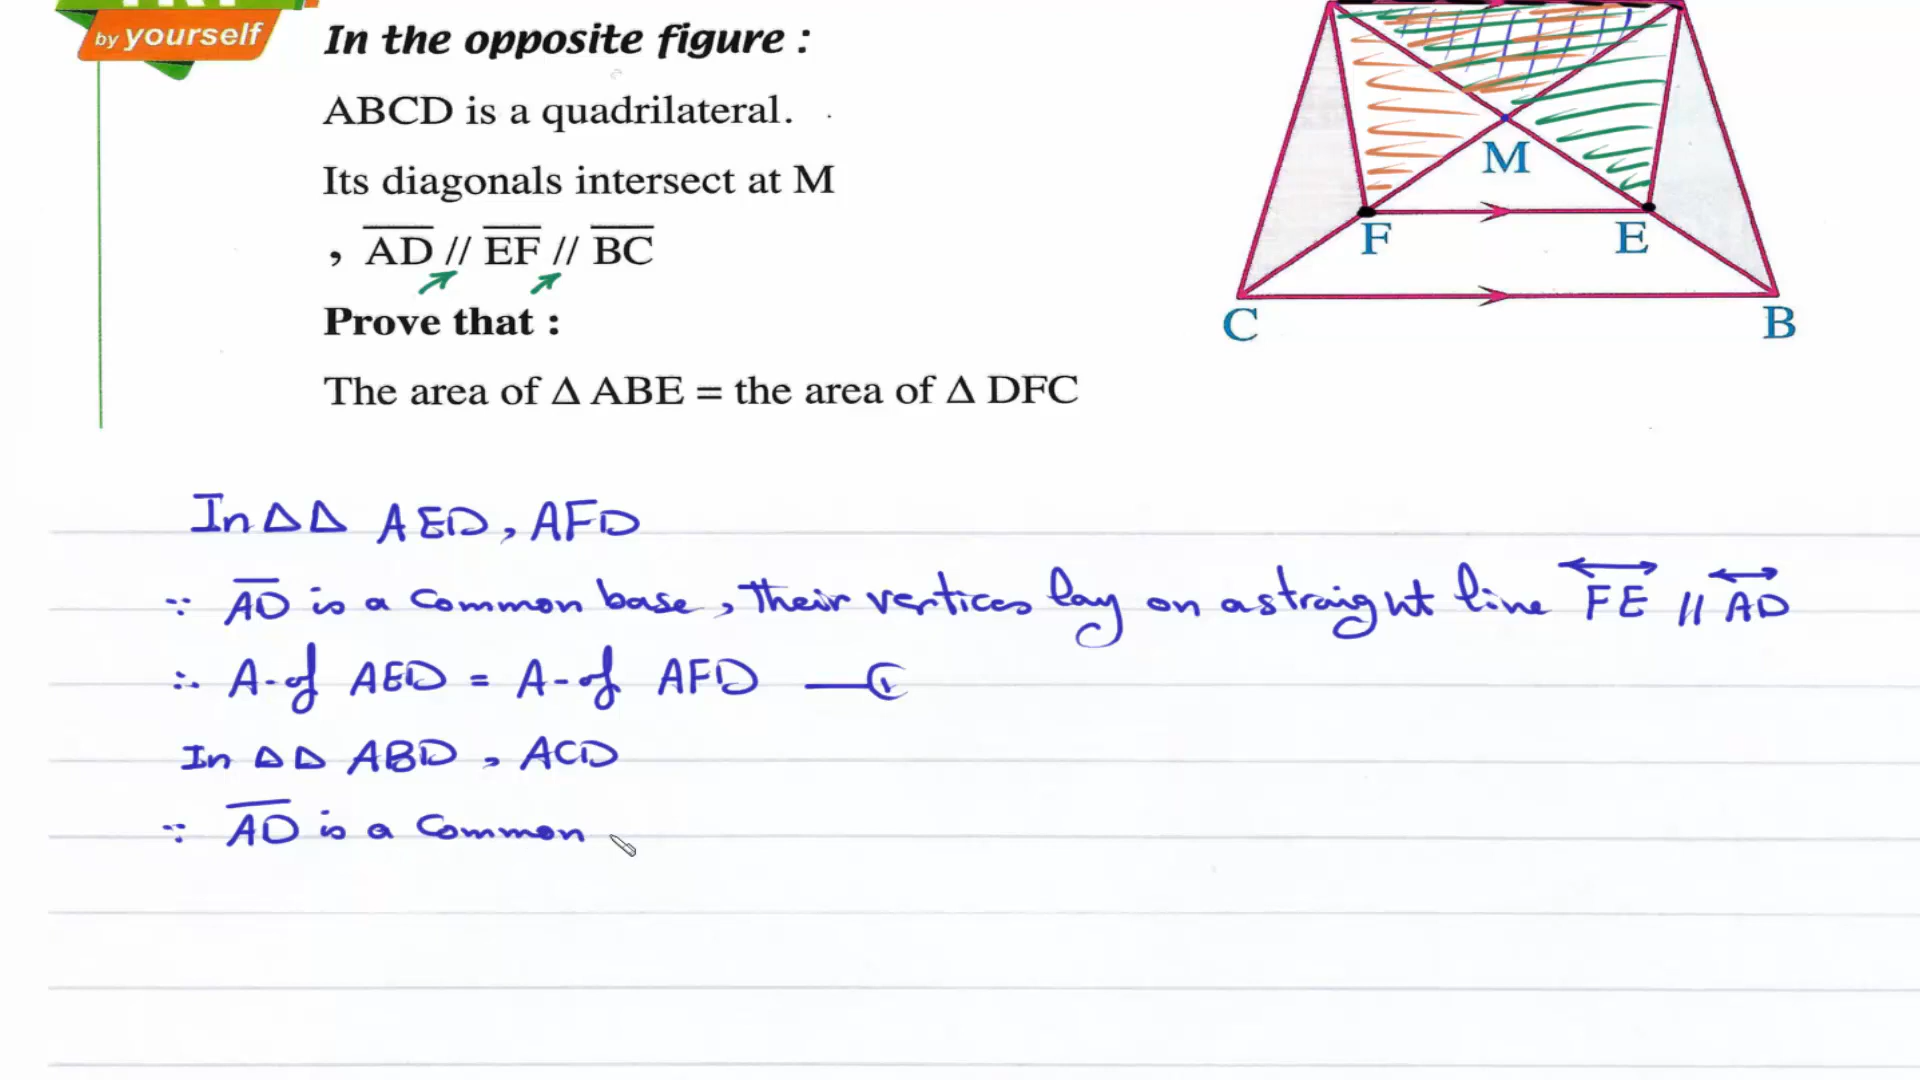 by yourself
In the opposite figure :
ABCD is a quadrilateral.
Its diagonals intersect at M
, AD // EF // BC
Prove that :
The area of Δ ABE = the area of Δ DFC
M
F
E
C
B
In ΔΔ AED, AFD
∵ AD is a Common base, their vertices lay on a straight line FE // AD
∴ A-of AED = A-of AFD —①
In ΔΔ ABD, ACD
∵ AD is a Common